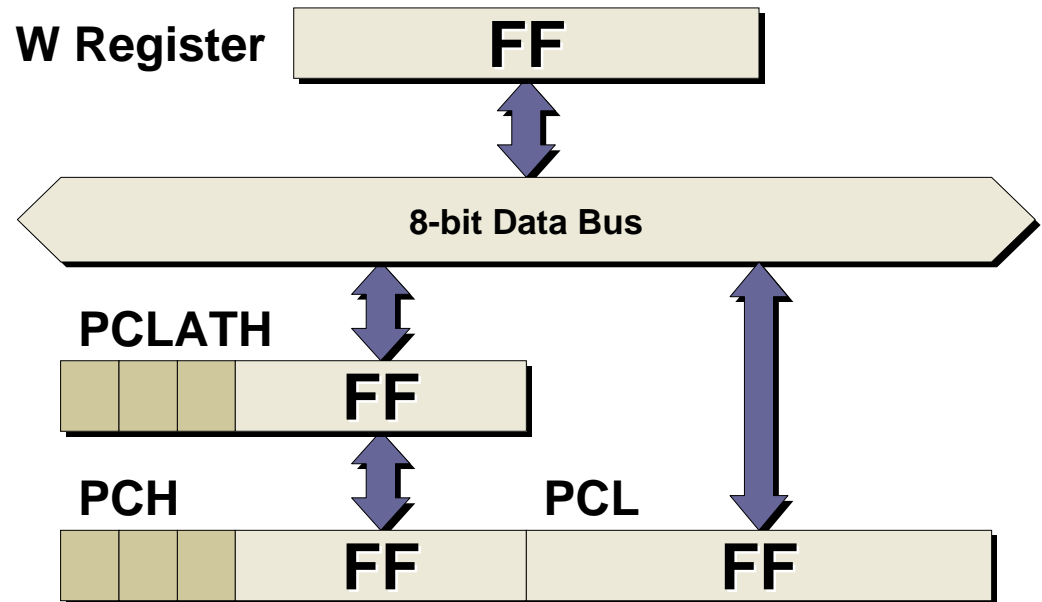 W Register FF
8-bit Data Bus
PCLATH
FF
PCH PCL
FF FF